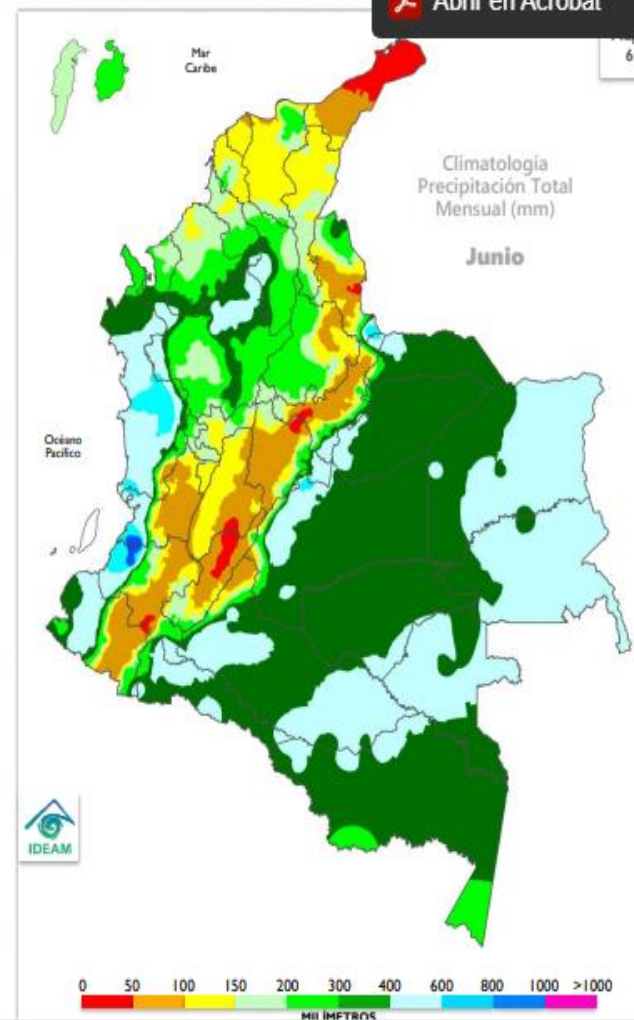 Abrir en Acrobat
6
Mar
Caribe
Climatología
Precipitación Total
Mensual (mm)
Junio
Océano
Pacífico
IDEAM
0 50 100 150 200 300 400 600 800 1000 >1000
MILÍMETROS